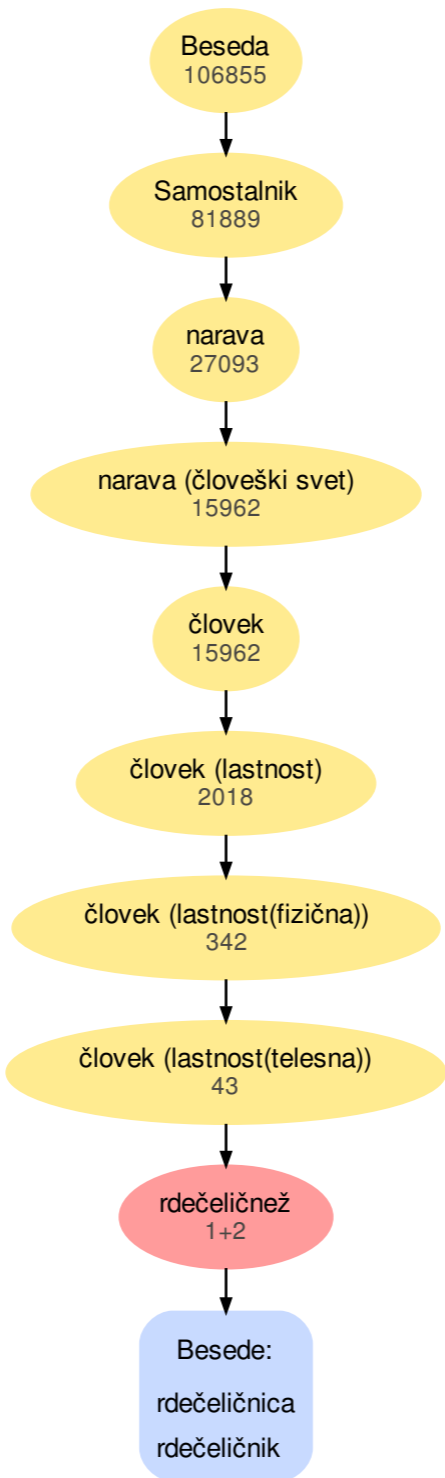 Beseda
106855
Samostalnik
81889
narava
27093
narava (človeški svet)
15962
človek
15962
človek (lastnost)
2018
človek (lastnost(fizična))
342
človek (lastnost(telesna))
43
rdečeličnež
1+2
Besede:
rdečeličnica
rdečeličnik